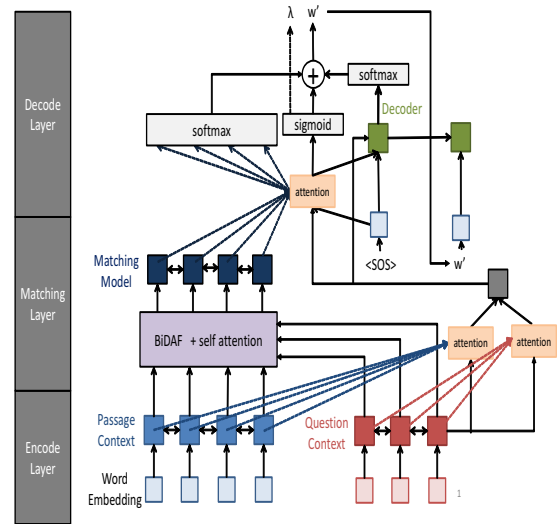 λ
w'
+
softmax
Decoder
softmax
sigmoid
Decode
Layer
attention
<SOS>
w'
Matching
Model
Matching
Layer
BiDAF + self attention
attention
attention
Passage
Context
Question
Context
Encode
Layer
Word
Embedding
1